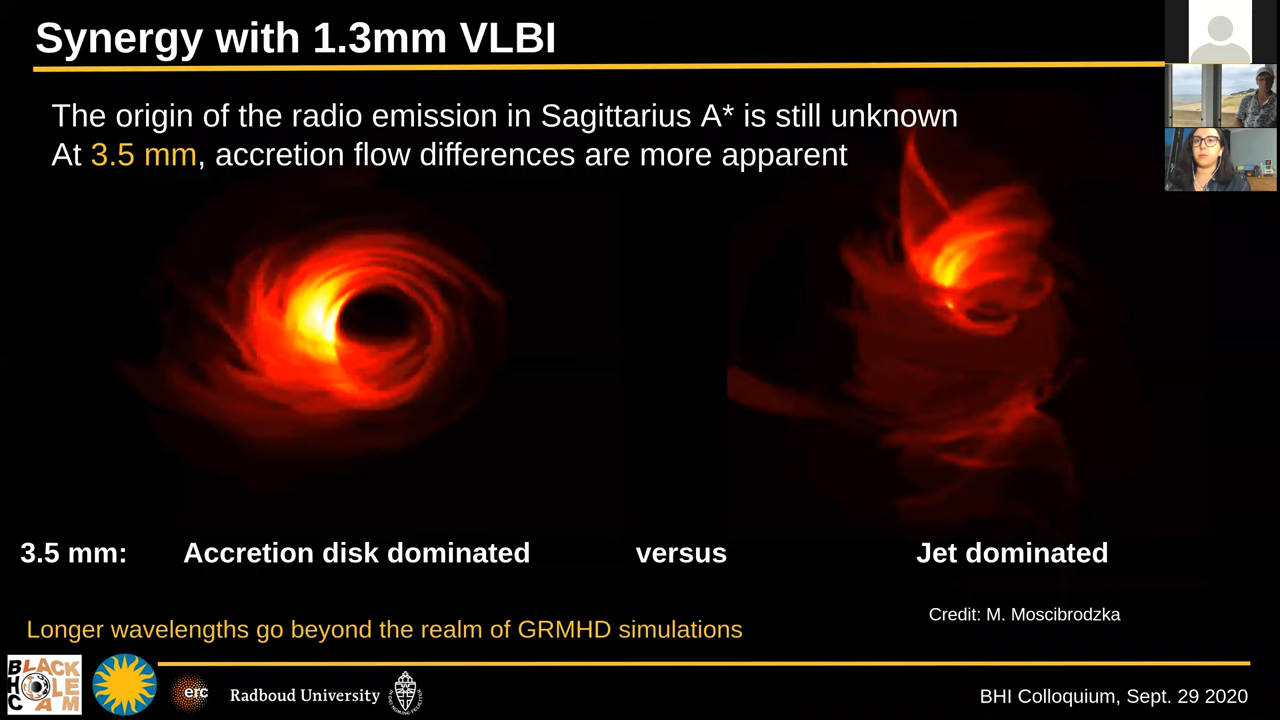 Synergy with 1.3mm VLBI
The origin of the radio emission in Sagittarius A* is still unknown
At 3.5 mm, accretion flow differences are more apparent
3.5 mm: Accretion disk dominated versus Jet dominated
Credit: M. Moscibrodzka
Longer wavelengths go beyond the realm of GRMHD simulations
BLACK
HOLE
CAM
erc
Radboud University
BHI Colloquium, Sept. 29 2020